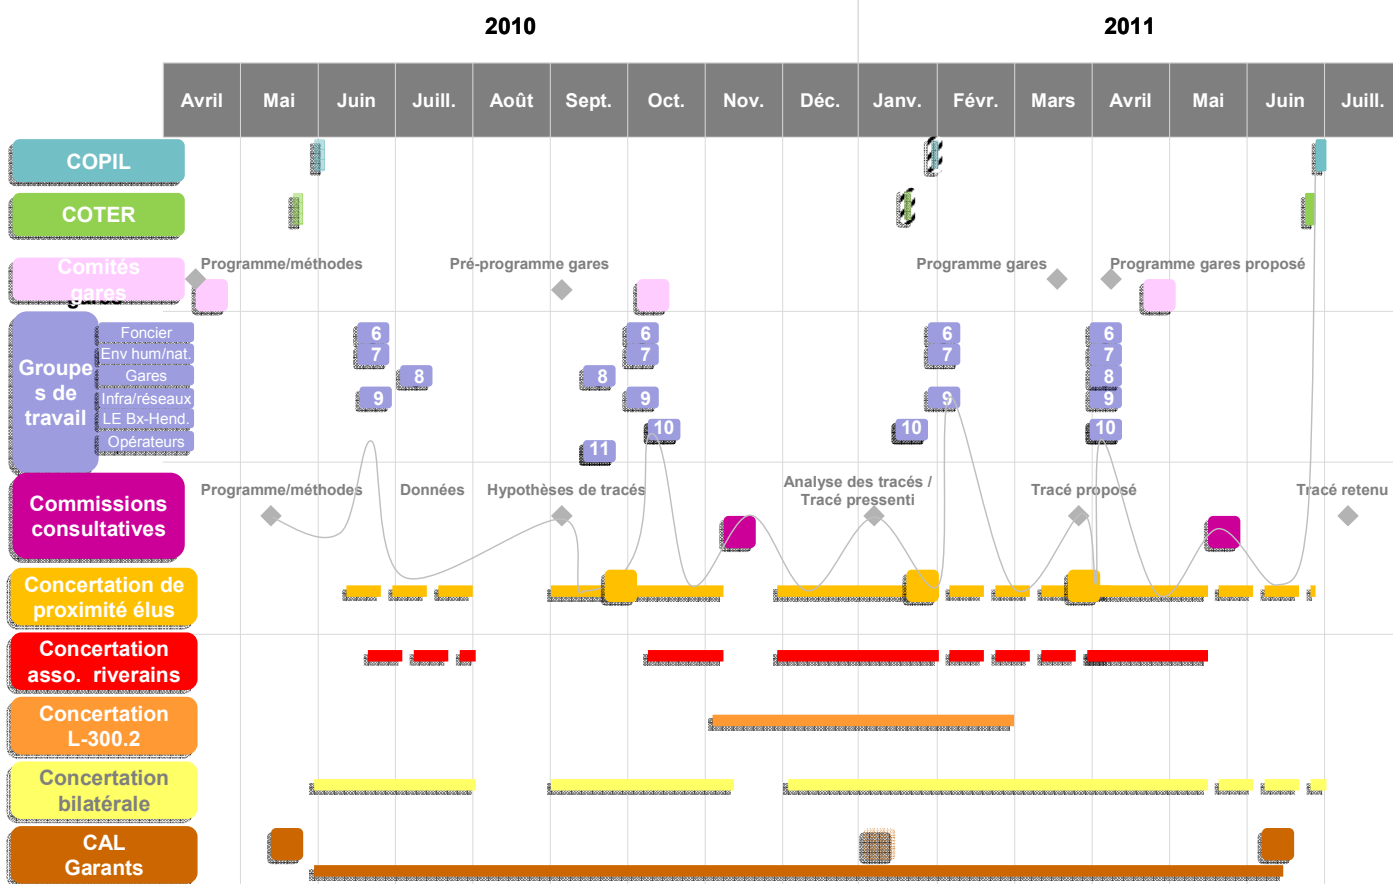 2010
2011
Avril
Mai
Juin
Juill.
Août
Sept.
Oct.
Nov.
Déc.
Janv.
Févr.
Mars
Avril
Mai
Juin
Juill.
COPIL
COTER
Comités
gares
Programme/méthodes
Pré-programme gares
Programme gares
Programme gares proposé
Groupe
s de
travail
Foncier
Env hum/nat.
Gares
Infra/réseaux
LE Bx-Hend.
Opérateurs
6
6
6
6
7
7
7
7
8
8
8
9
9
9
9
10
10
10
11
Commissions
consultatives
Programme/méthodes
Données
Hypothèses de tracés
Analyse des tracés /
Tracé pressenti
Tracé proposé
Tracé retenu
Concertation de
proximité élus
Concertation
asso. riverains
Concertation
L-300.2
Concertation
bilatérale
CAL
Garants